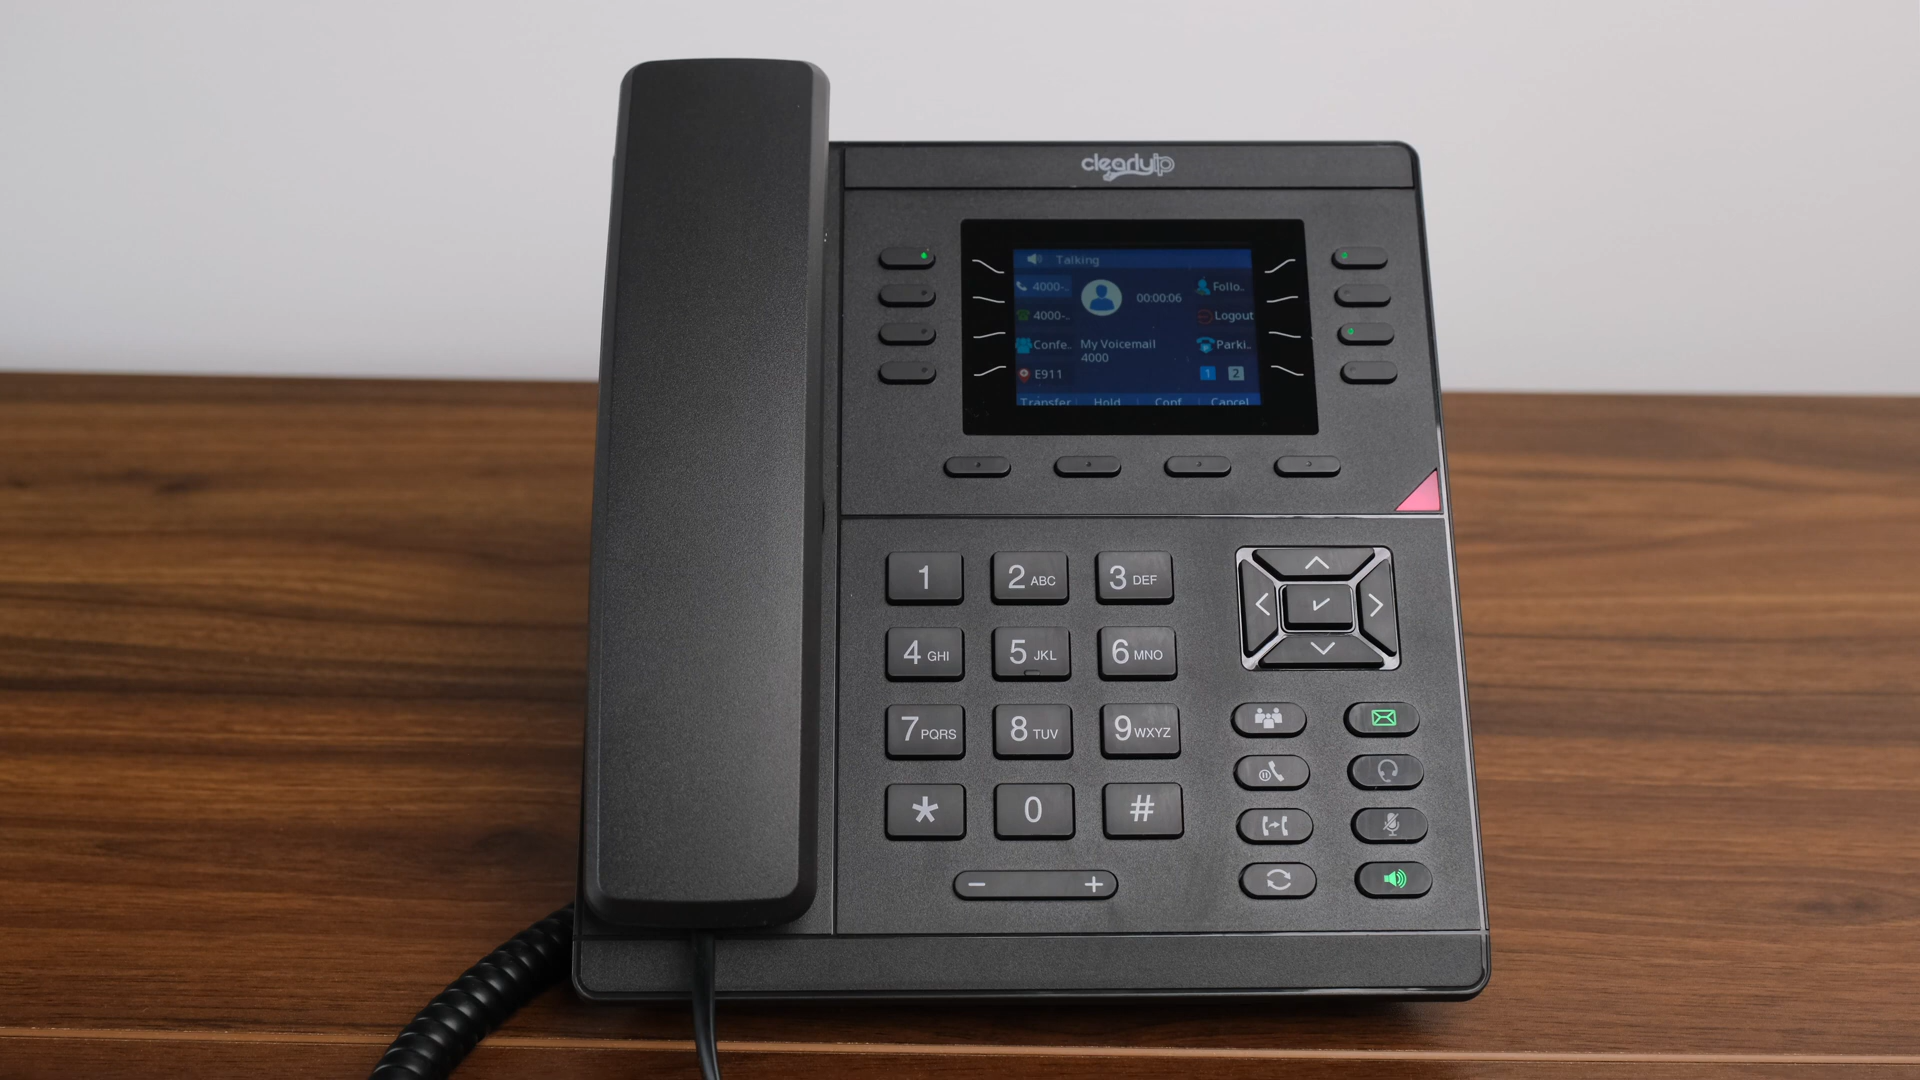 clearlyip
Talking
4000-..
00:00:06
Follo..
4000-..
Logout
Confe..
My Voicemail
4000
Parki..
E911
1 2
Transfer Hold Conf Cancel
1 2 ABC 3 DEF
4 GHI 5 JKL 6 MNO
7 PQRS 8 TUV 9 WXYZ
* 0 #
- +